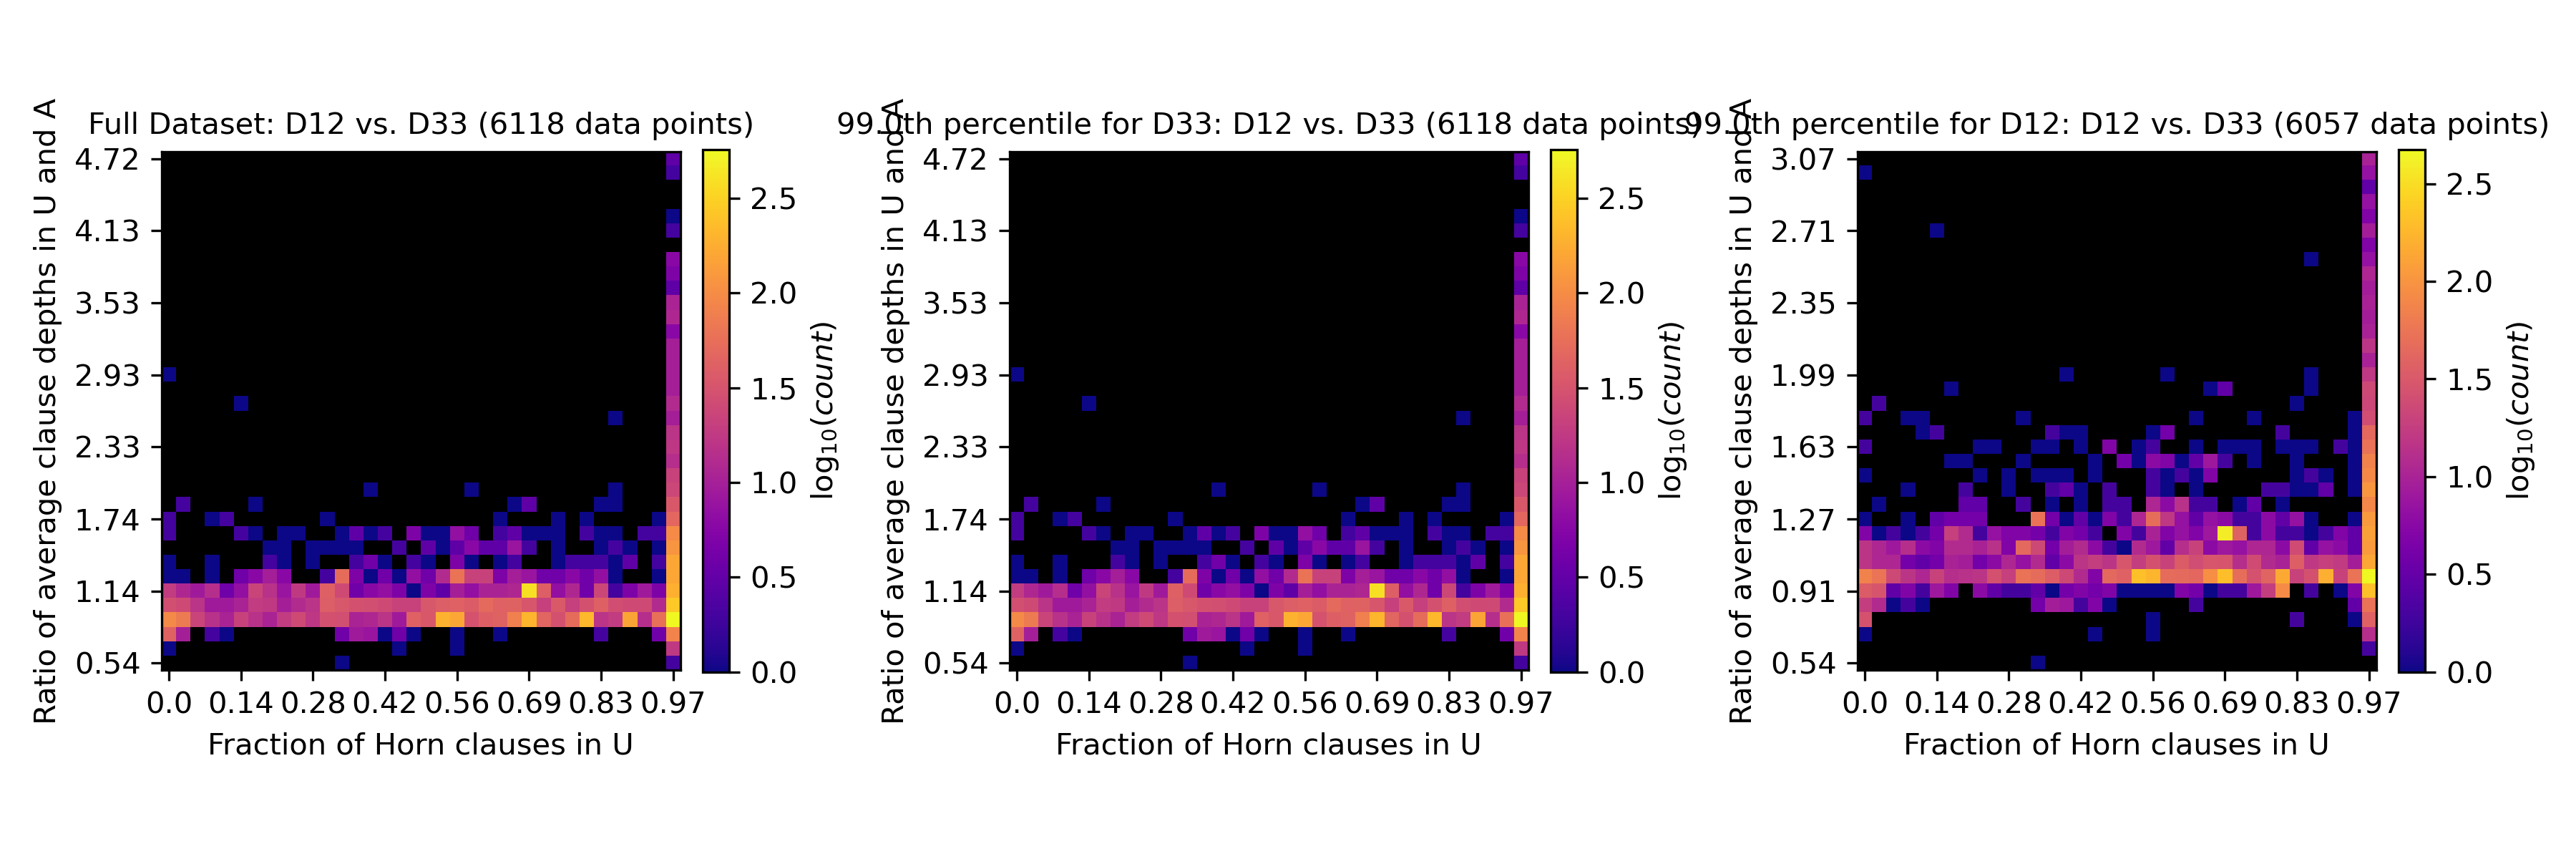 Full Dataset: D12 vs. D33 (6118 data points)
Ratio of average clause depths in U and A
4.72
4.13
3.53
2.93
2.33
1.74
1.14
0.54
0.0 0.14 0.28 0.42 0.56 0.69 0.83 0.97
Fraction of Horn clauses in U
2.5
2.0
1.5
1.0
0.5
0.0
log10(count)
99.0th percentile for D33: D12 vs. D33 (6118 data points)
Ratio of average clause depths in U and A
4.72
4.13
3.53
2.93
2.33
1.74
1.14
0.54
0.0 0.14 0.28 0.42 0.56 0.69 0.83 0.97
Fraction of Horn clauses in U
2.5
2.0
1.5
1.0
0.5
0.0
log10(count)
99.0th percentile for D12: D12 vs. D33 (6057 data points)
Ratio of average clause depths in U and A
3.07
2.71
2.35
1.99
1.63
1.27
0.91
0.54
0.0 0.14 0.28 0.42 0.56 0.69 0.83 0.97
Fraction of Horn clauses in U
2.5
2.0
1.5
1.0
0.5
0.0
log10(count)